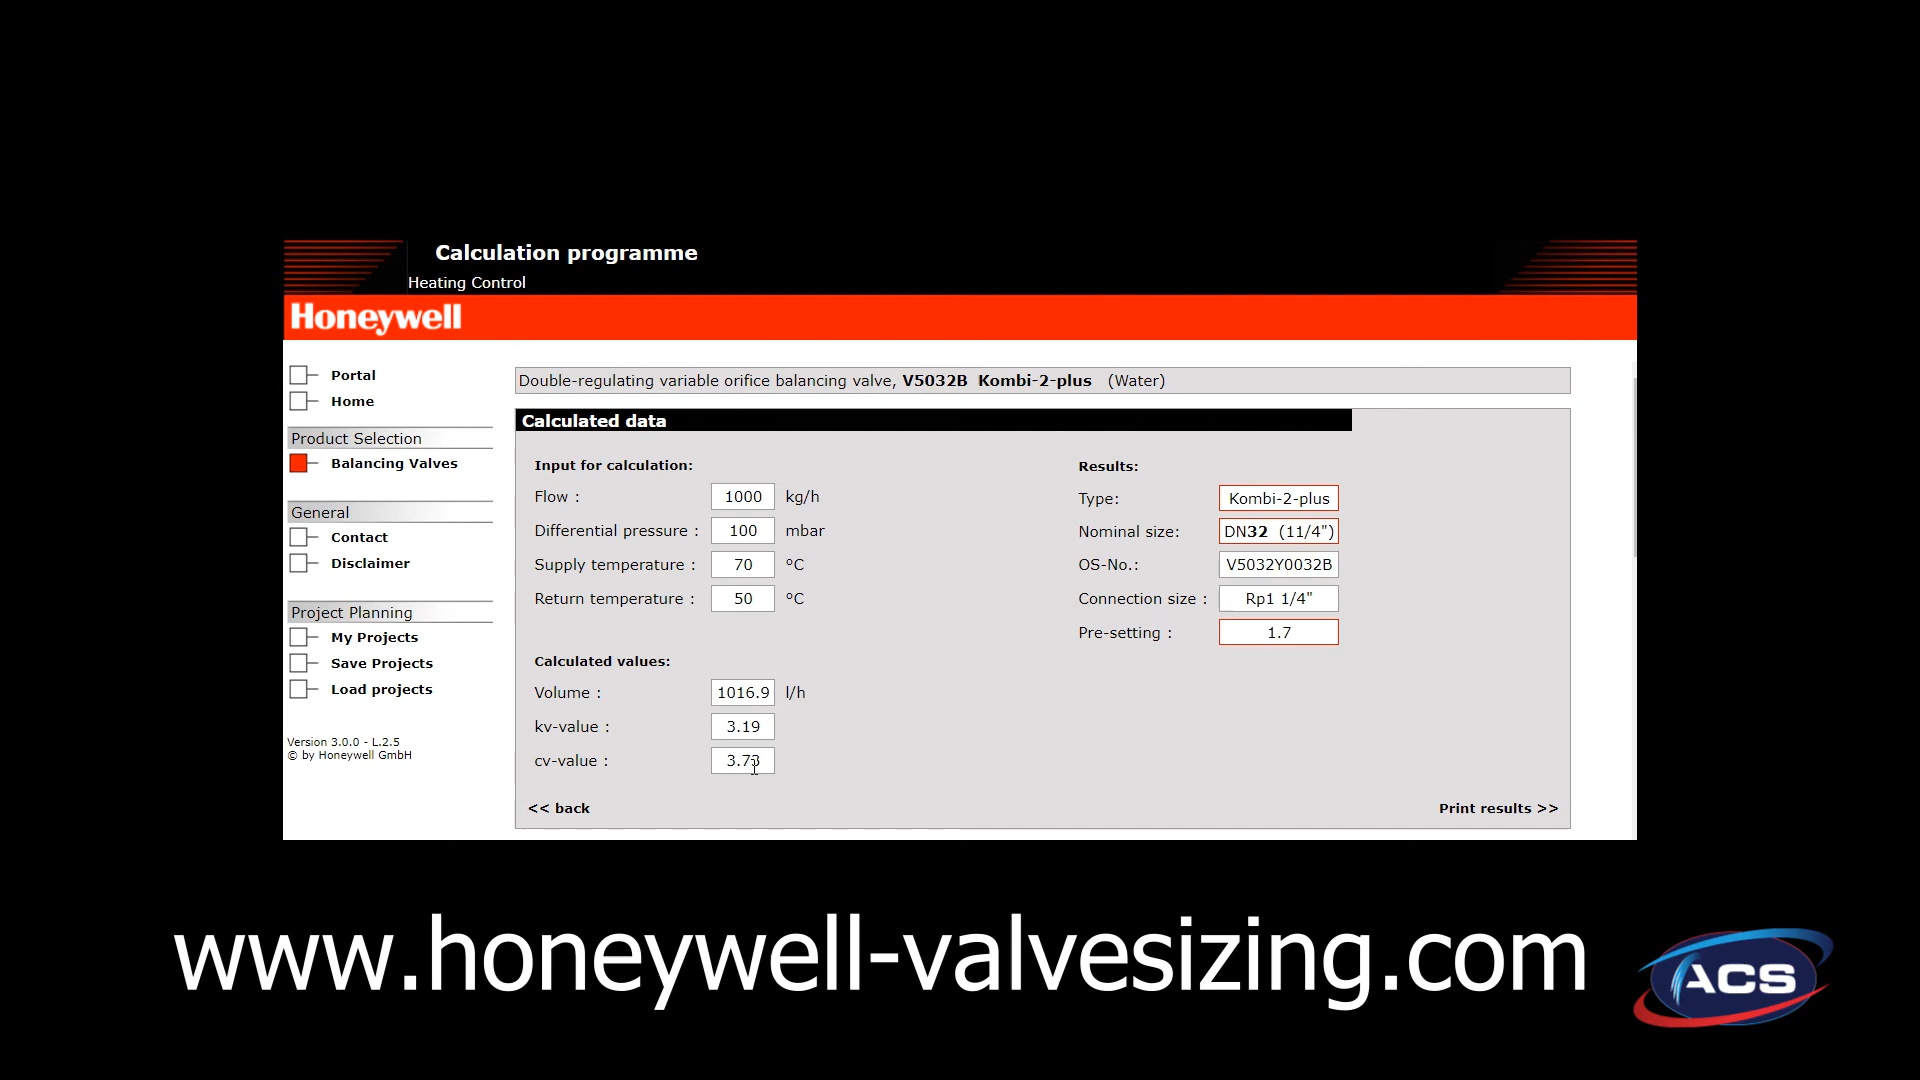 Calculation programme
Heating Control
Honeywell
Portal
Home
Product Selection
Balancing Valves
General
Contact
Disclaimer
Project Planning
My Projects
Save Projects
Load projects
Version 3.0.0 - L.2.5
© by Honeywell GmbH
Double-regulating variable orifice balancing valve, V5032B Kombi-2-plus (Water)
Calculated data
Input for calculation:
Flow : 1000 kg/h
Differential pressure : 100 mbar
Supply temperature : 70 °C
Return temperature : 50 °C
Calculated values:
Volume : 1016.9 l/h
kv-value : 3.19
cv-value : 3.73
<< back
Results:
Type: Kombi-2-plus
Nominal size: DN32 (11/4")
OS-No.: V5032Y0032B
Connection size : Rp1 1/4"
Pre-setting : 1.7
Print results >>
www.honeywell-valvesizing.com
ACS